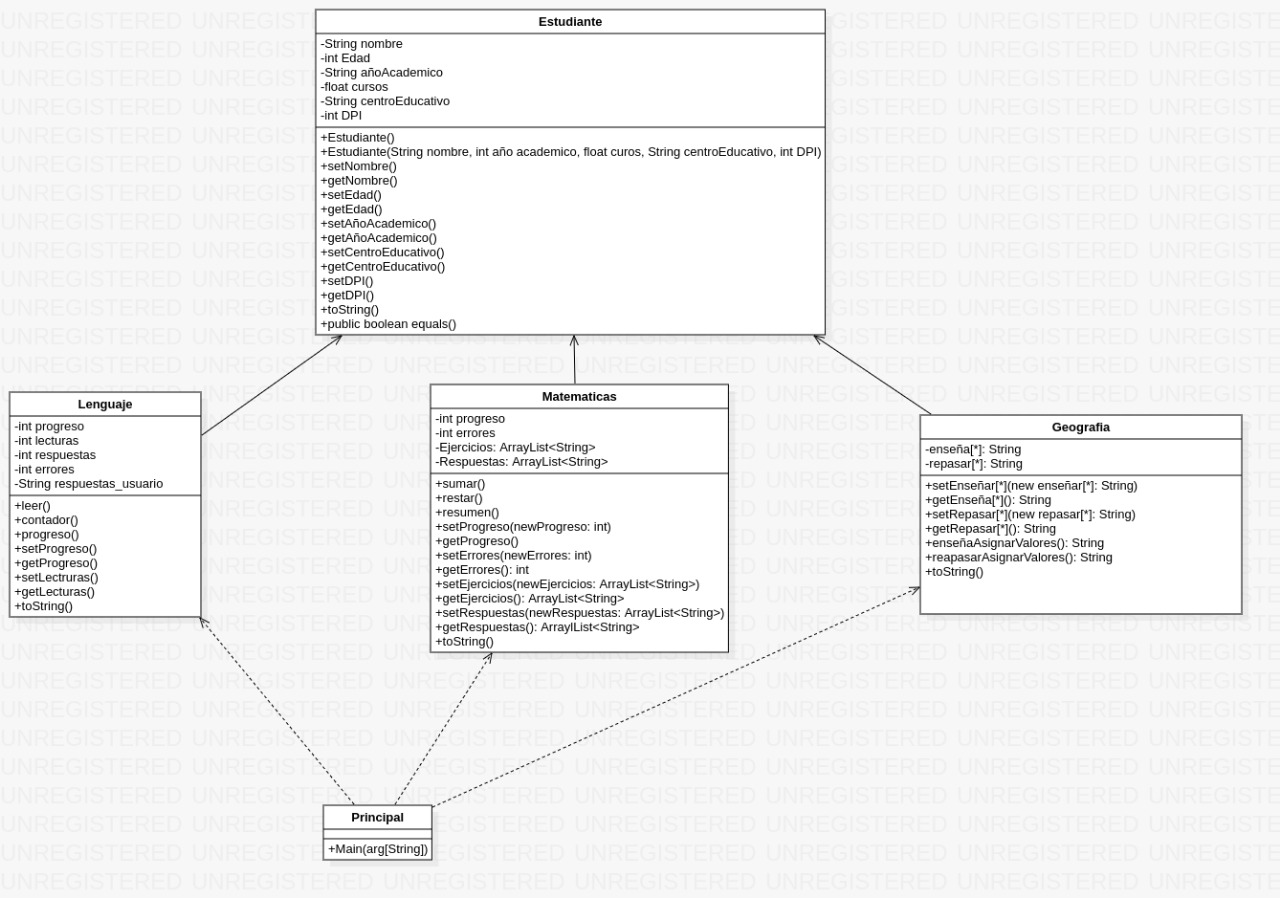 Estudiante
-String nombre
-int Edad
-String añoAcademico
-float cursos
-String centroEducativo
-int DPI
+Estudiante()
+Estudiante(String nombre, int año academico, float curos, String centroEducativo, int DPI)
+setNombre()
+getNombre()
+setEdad()
+getEdad()
+setAñoAcademico()
+getAñoAcademico()
+setCentroEducativo()
+getCentroEducativo()
+setDPI()
+getDPI()
+toString()
+public boolean equals()
Lenguaje
-int progreso
-int lecturas
-int respuestas
-int errores
-String respuestas_usuario
+leer()
+contador()
+progreso()
+setProgreso()
+getProgreso()
+setLectruras()
+getLecturas()
+toString()
Matematicas
-int progreso
-int errores
-Ejercicios: ArrayList<String>
-Respuestas: ArrayList<String>
+sumar()
+restar()
+resumen()
+setProgreso(newProgreso: int)
+getProgreso()
+setErrores(newErrores: int)
+getErrores(): int
+setEjercicios(newEjercicios: ArrayList<String>)
+getEjercicios(): ArrayList<String>
+setRespuestas(newRespuestas: ArrayList<String>)
+getRespuestas(): ArrayIList<String>
+toString()
Geografia
-enseña[*]: String
-repasar[*]: String
+setEnseñar[*](new enseñar[*]: String)
+getEnseña[*](): String
+setRepasar[*](new repasar[*]: String)
+getRepasar[*](): String
+enseñaAsignarValores(): String
+reapasarAsignarValores(): String
+toString()
Principal
+Main(arg[String])
UNREGISTERED